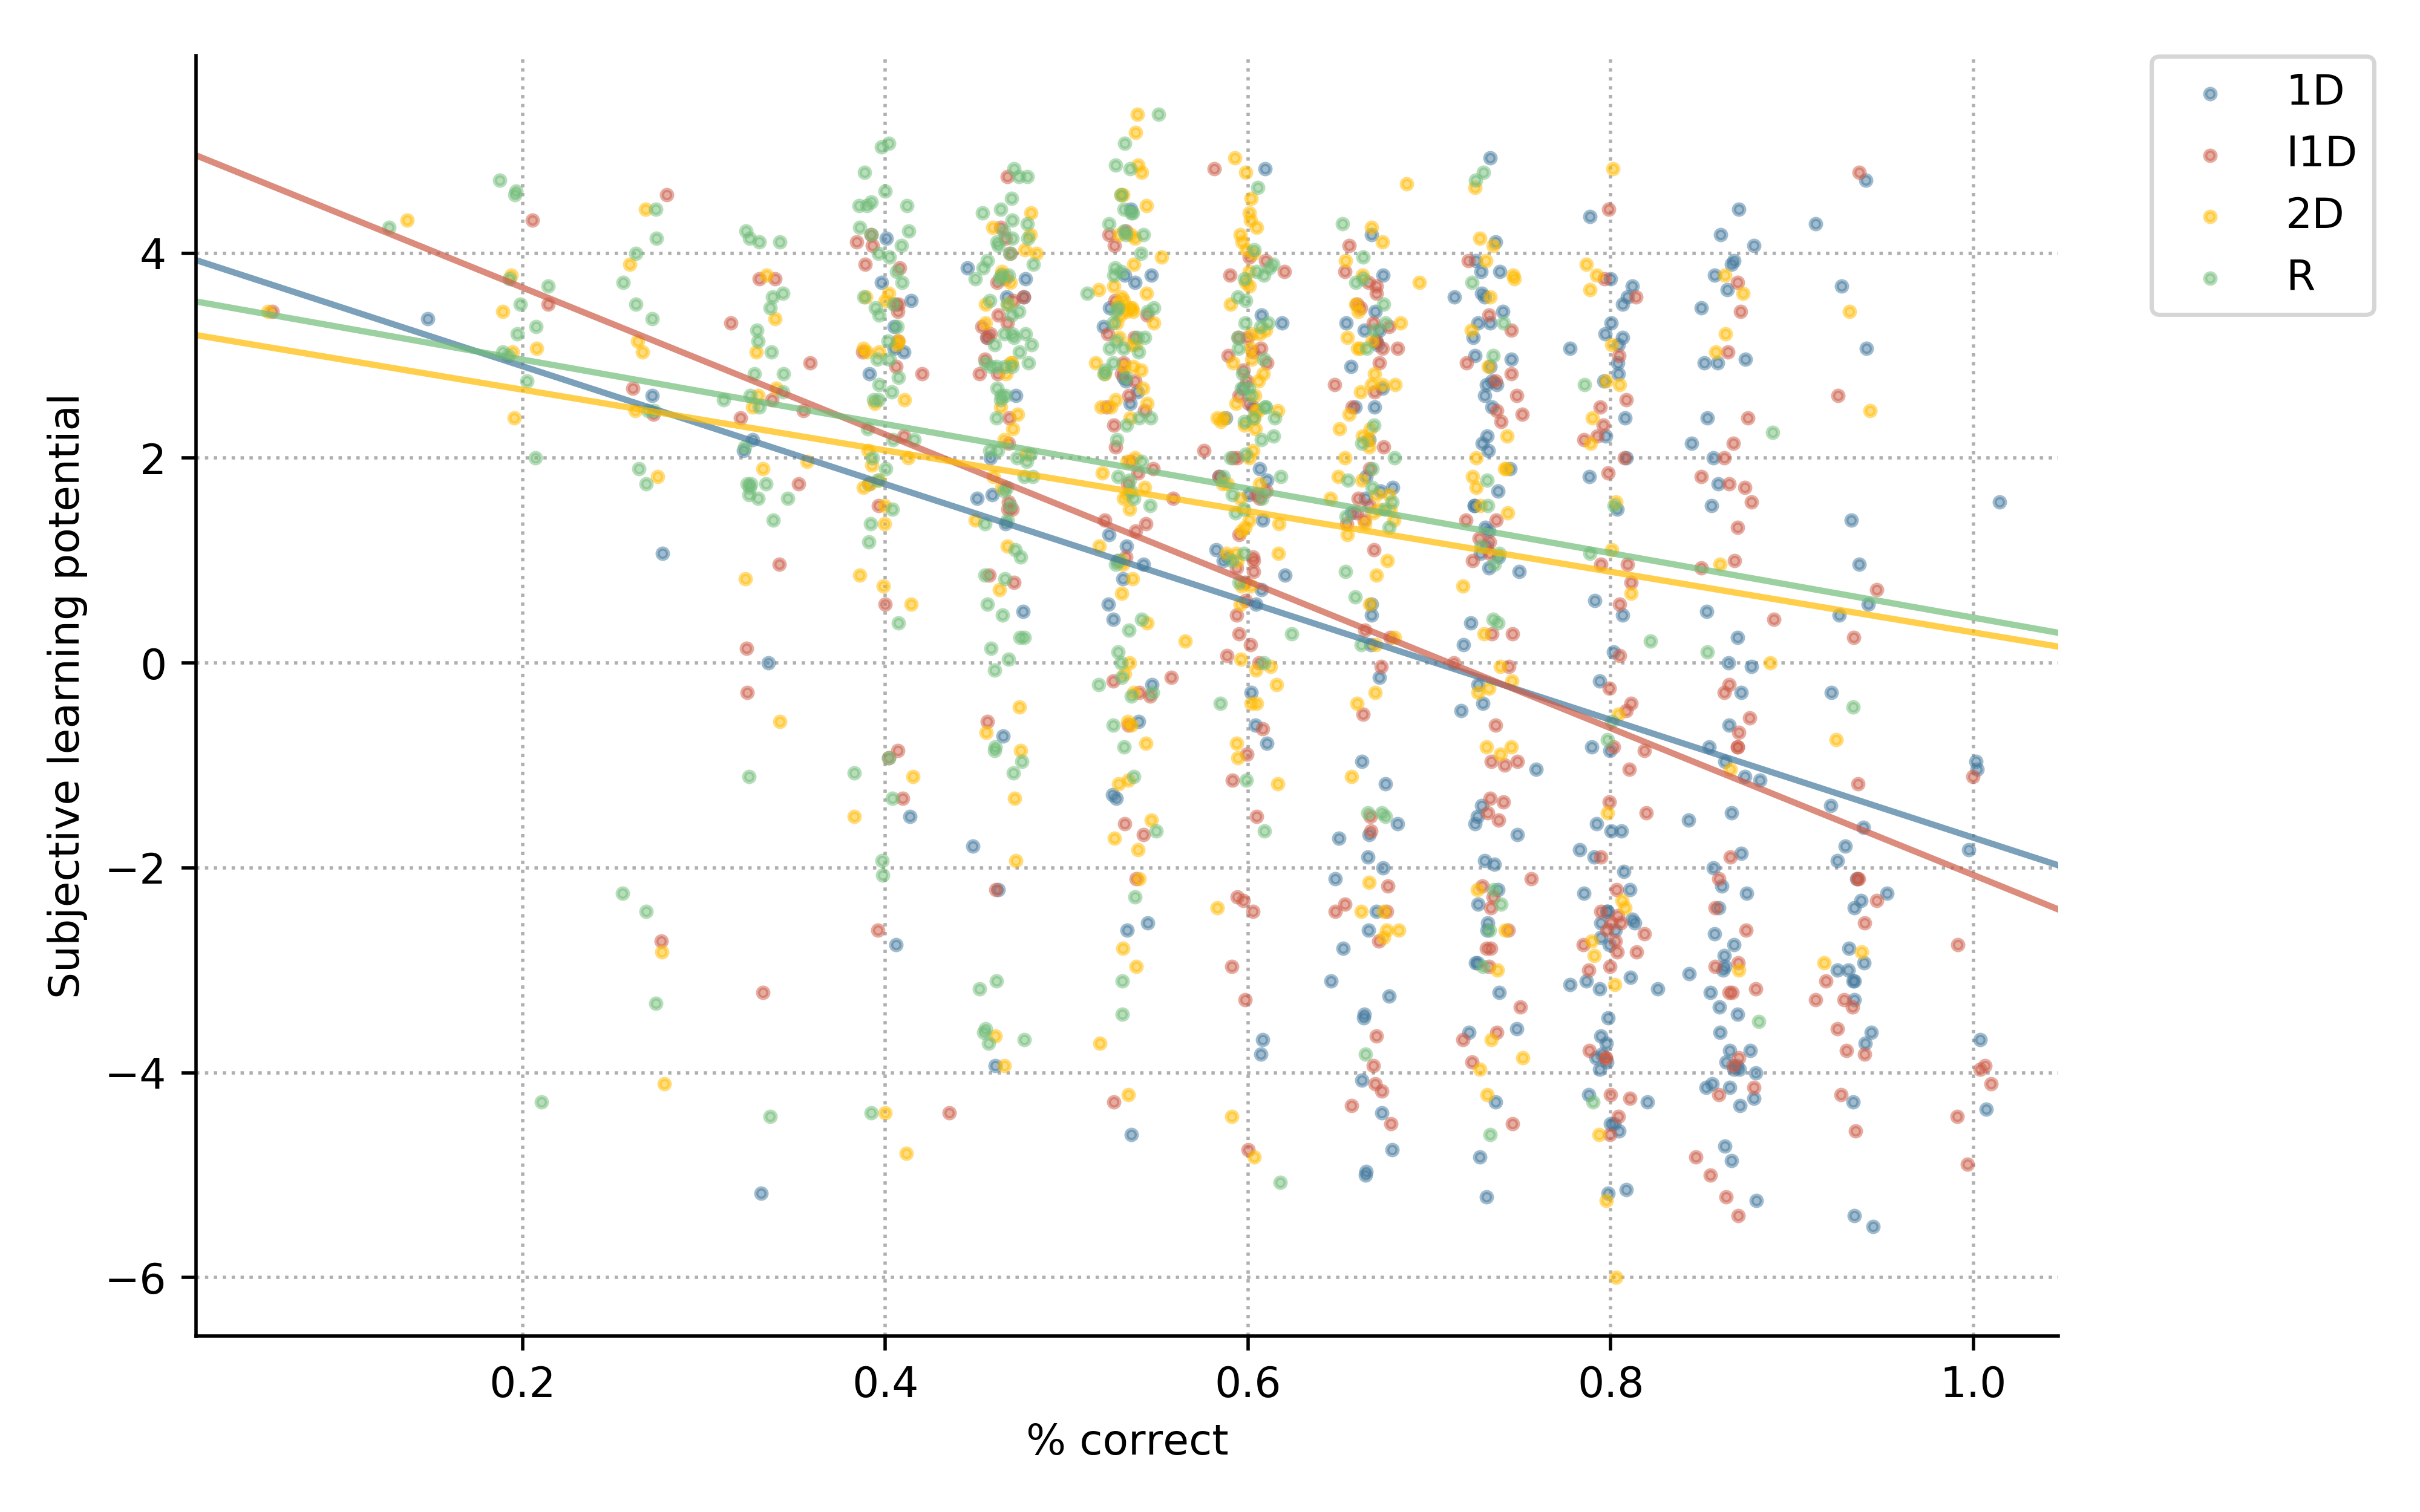 1D
I1D
2D
R
4
2
0
−2
−4
−6
Subjective learning potential
0.2 0.4 0.6 0.8 1.0
% correct